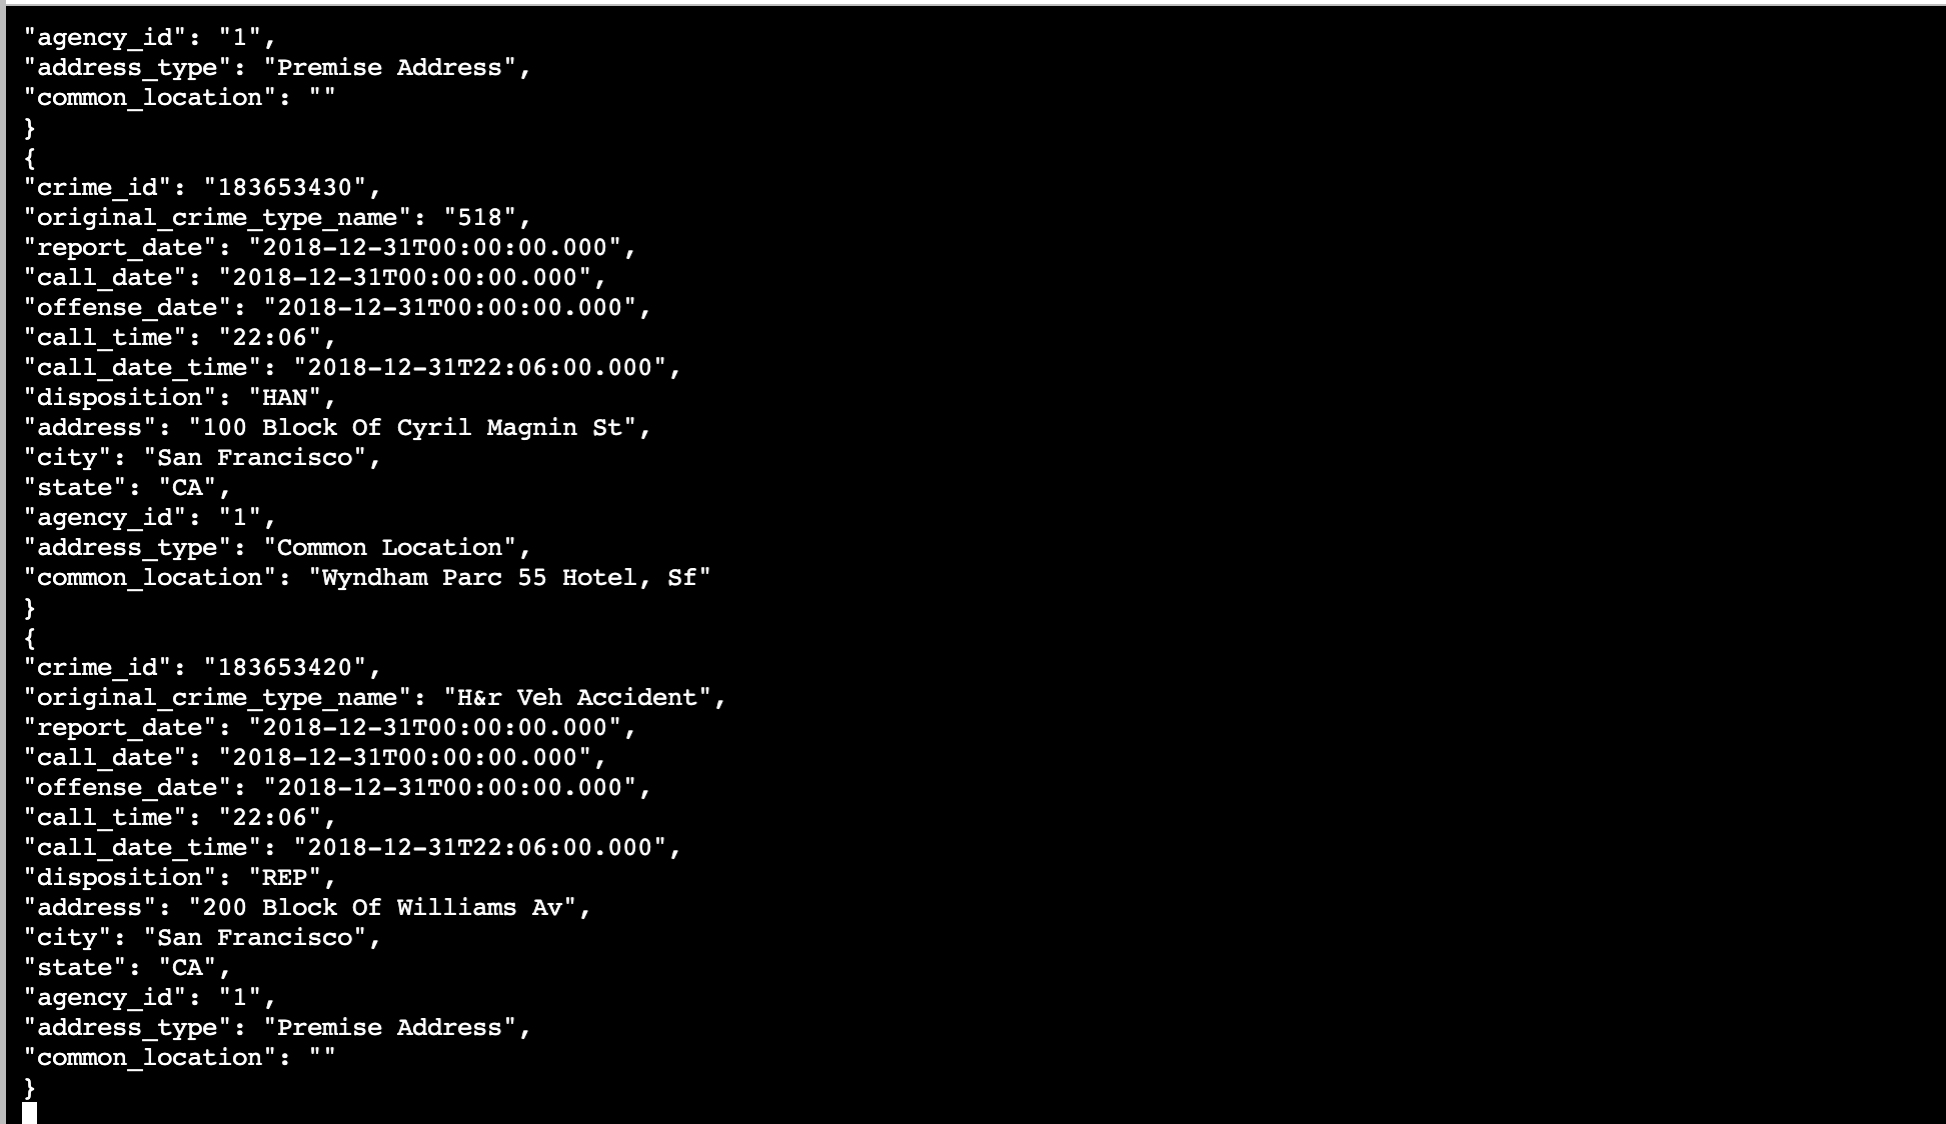 "agency_id": "1",
"address_type": "Premise Address",
"common_location": ""
}
{
"crime_id": "183653430",
"original_crime_type_name": "518",
"report_date": "2018-12-31T00:00:00.000",
"call_date": "2018-12-31T00:00:00.000",
"offense_date": "2018-12-31T00:00:00.000",
"call_time": "22:06",
"call_date_time": "2018-12-31T22:06:00.000",
"disposition": "HAN",
"address": "100 Block Of Cyril Magnin St",
"city": "San Francisco",
"state": "CA",
"agency_id": "1",
"address_type": "Common Location",
"common_location": "Wyndham Parc 55 Hotel, Sf"
}
{
"crime_id": "183653420",
"original_crime_type_name": "H&r Veh Accident",
"report_date": "2018-12-31T00:00:00.000",
"call_date": "2018-12-31T00:00:00.000",
"offense_date": "2018-12-31T00:00:00.000",
"call_time": "22:06",
"call_date_time": "2018-12-31T22:06:00.000",
"disposition": "REP",
"address": "200 Block Of Williams Av",
"city": "San Francisco",
"state": "CA",
"agency_id": "1",
"address_type": "Premise Address",
"common_location": ""
}